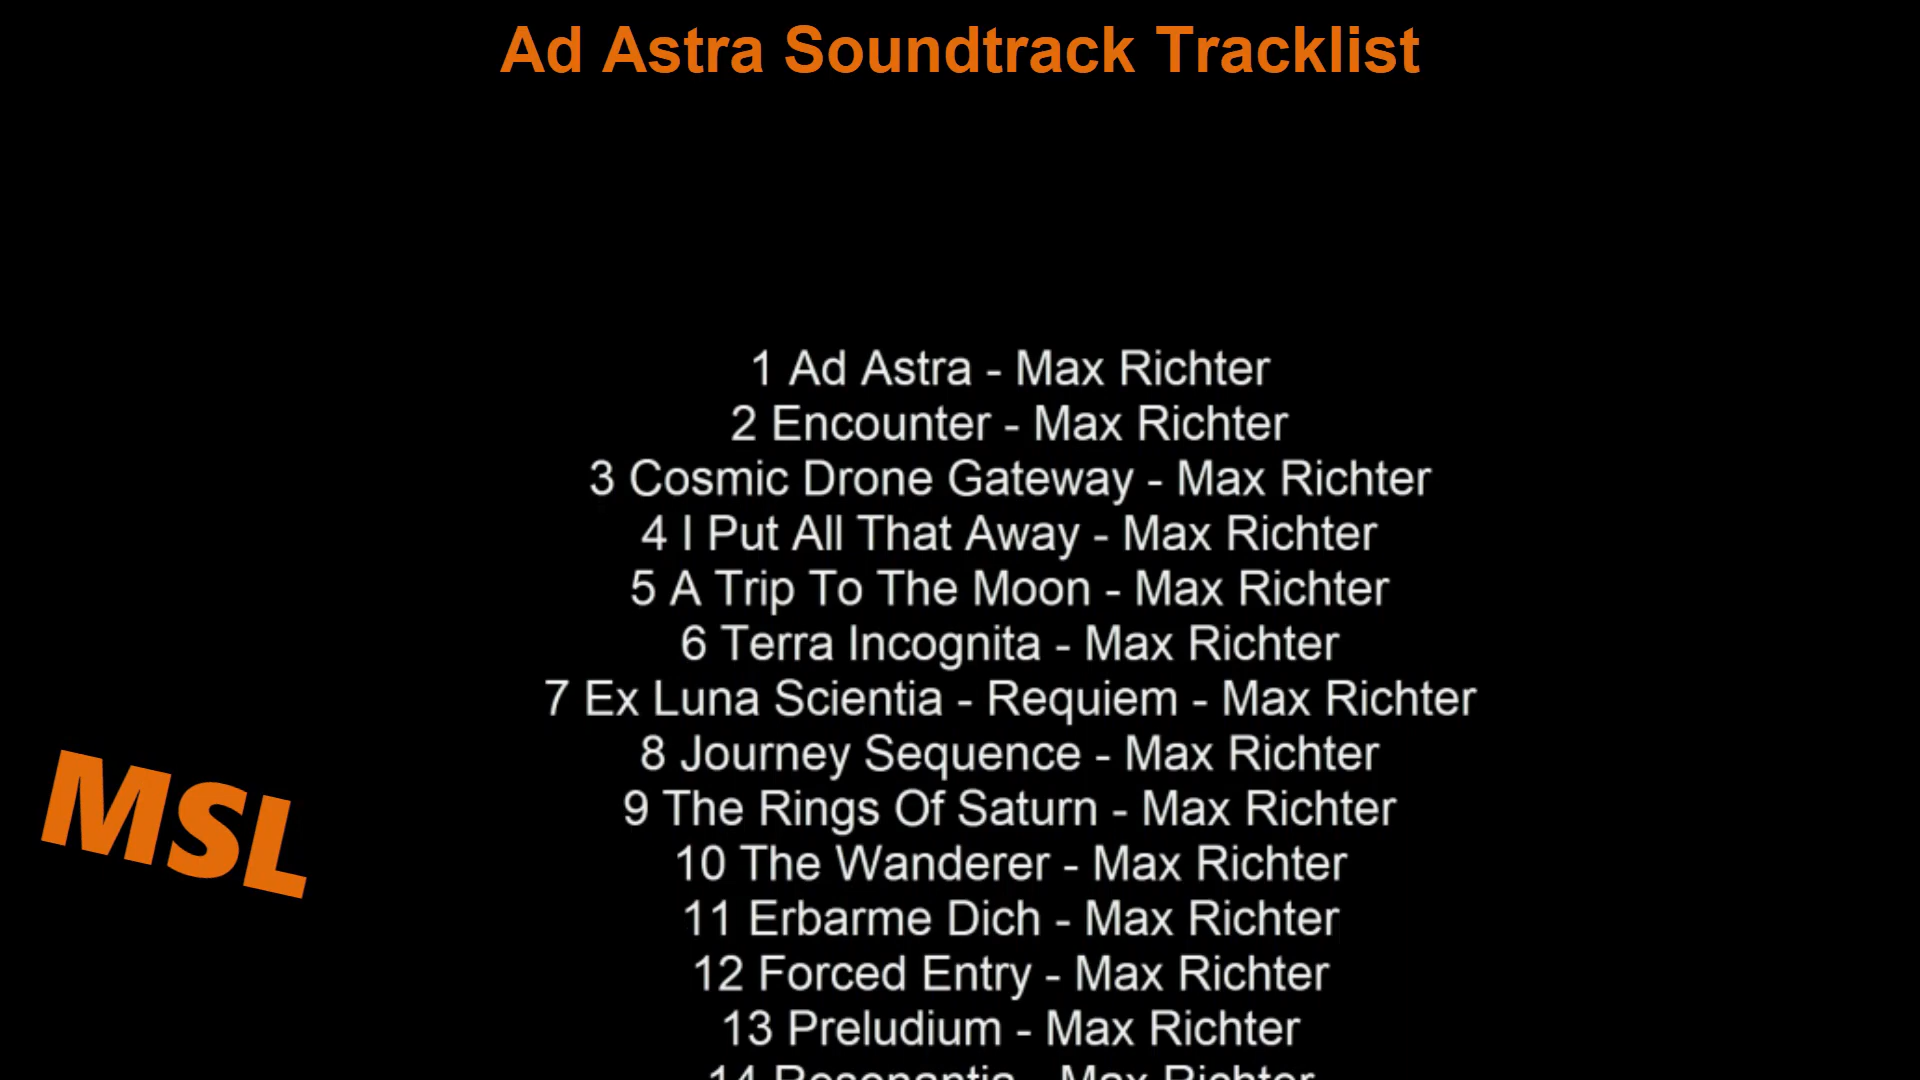 Ad Astra Soundtrack Tracklist
1 Ad Astra - Max Richter
2 Encounter - Max Richter
3 Cosmic Drone Gateway - Max Richter
4 I Put All That Away - Max Richter
5 A Trip To The Moon - Max Richter
6 Terra Incognita - Max Richter
7 Ex Luna Scientia - Requiem - Max Richter
8 Journey Sequence - Max Richter
9 The Rings Of Saturn - Max Richter
10 The Wanderer - Max Richter
11 Erbarme Dich - Max Richter
12 Forced Entry - Max Richter
13 Preludium - Max Richter
14 Resonantia - Max Richter
MSL